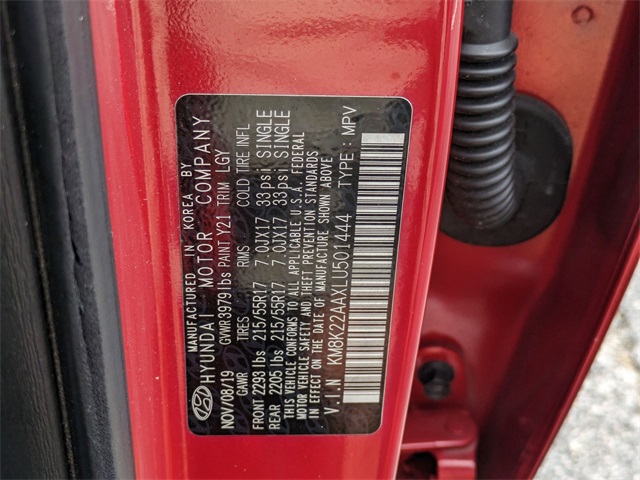 MANUFACTURED IN KOREA BY
HYUNDAI MOTOR COMPANY
NOV/08/19 GWVR3979lbs PAINT Y21 TRIM LGY
GAWR TIRES RIMS COLD TIRE INFL
FRONT 2293 lbs 215/55R17 7.0JX17 33psi SINGLE
REAR 2205 lbs 215/55R17 7.0JX17 33psi SINGLE
THIS VEHICLE CONFORMS TO ALL APPLICABLE U.S.A. FEDERAL
MOTOR VEHICLE SAFETY AND THEFT PREVENTION STANDARDS
IN EFFECT ON THE DATE OF MANUFACTURE SHOWN ABOVE
V.I.N KM8K22AAXLU501444 TYPE : MPV